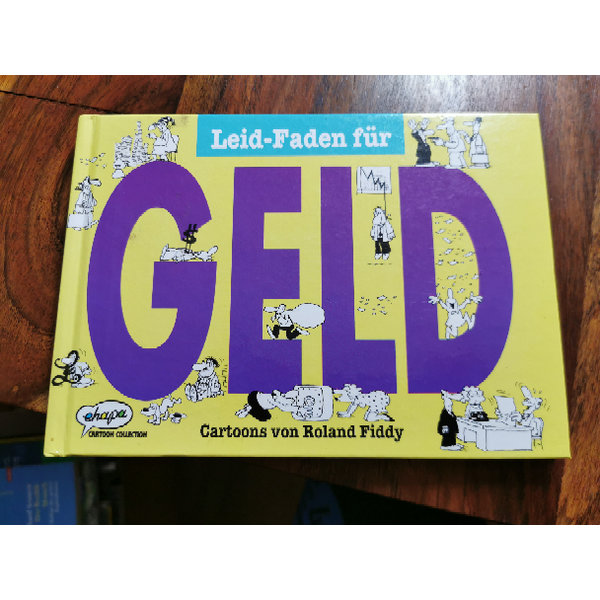 Leid-Faden für
GELD
$
ehapa
CARTOON COLLECTION
Cartoons von Roland Fiddy